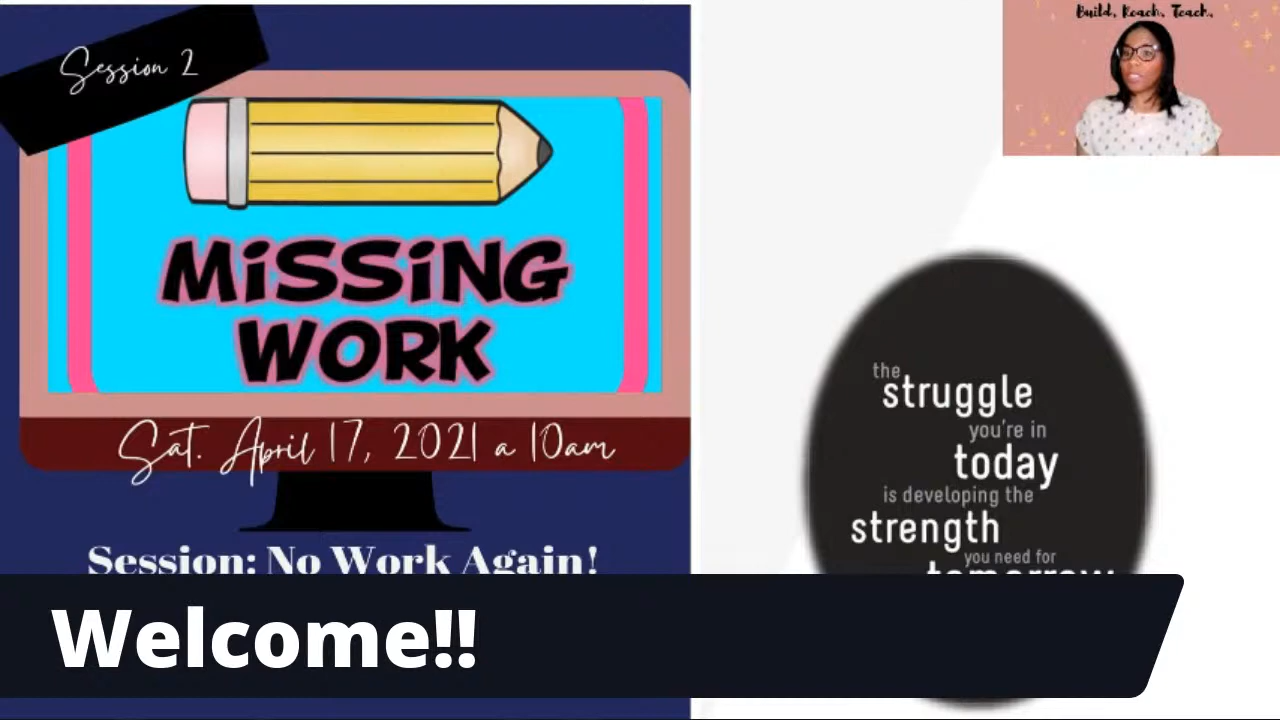 Session 2
MiSSiNG
WORK
Sat. April 17, 2021 a 10am
Session: No Work Again!
Welcome!!
Build. Reach. Teach.
the
struggle
you're in
today
is developing the
strength
you need for
tomorrow